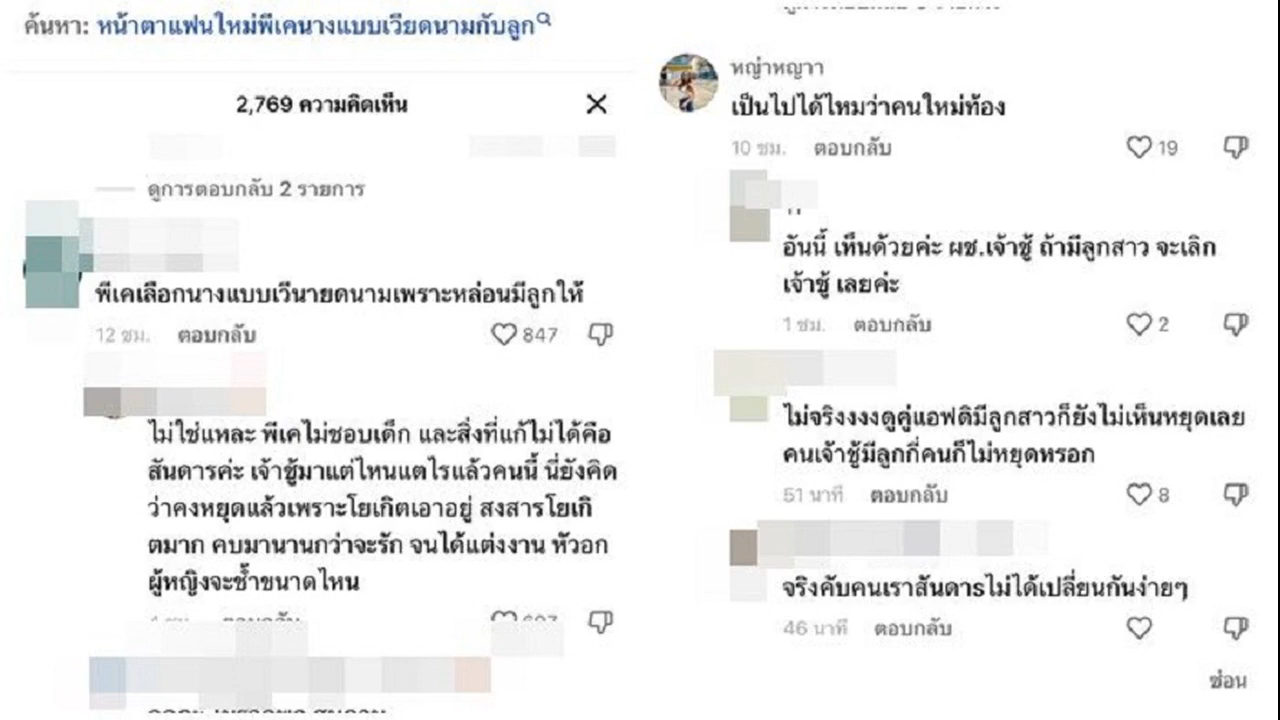 ค้นหา: หน้าตาแฟนใหม่พีเคนางแบบเวียดนามกับลูก
2,769 ความคิดเห็น
ดูการตอบกลับ 2 รายการ
พีเคเลือกนางแบบเวีนายดนามเพราะหล่อนมีลูกให้
12 ชม. ตอบกลับ 847
ไม่ใช่แหละ พีเคไม่ชอบเด็ก และสิ่งที่แก้ไม่ได้คือ
สันดารค่ะ เจ้าชู้มาแต่ไหนแตไรแล้วคนนี้ นี่ยังคิด
ว่าคงหยุดแล้วเพราะโยเกิตเอาอยู่ สงสารโยเกิ
ตมาก คบมานานกว่าจะรัก จนได้แต่งงาน หัวอก
ผู้หญิงจะช้ำขนาดไหน
ตอบกลับ
หญ่าหญาา
เป็นไปได้ไหมว่าคนใหม่ท้อง
10 ชม. ตอบกลับ 19
อันนี้ เห็นด้วยค่ะ ผช.เจ้าชู้ ถ้ามีลูกสาว จะเลิก
เจ้าชู้ เลยค่ะ
1 ชม. ตอบกลับ 2
ไม่จริงงงงดูคู่แอฟติมีลูกสาวก็ยังไม่เห็นหยุดเลย
คนเจ้าชู้มีลูกกี่คนก็ไม่หยุดหรอก
51 นาที ตอบกลับ 8
จริงคับคนเราสันดารไม่ได้เปลี่ยนกันง่ายๆ
46 นาที ตอบกลับ
ซ่อน